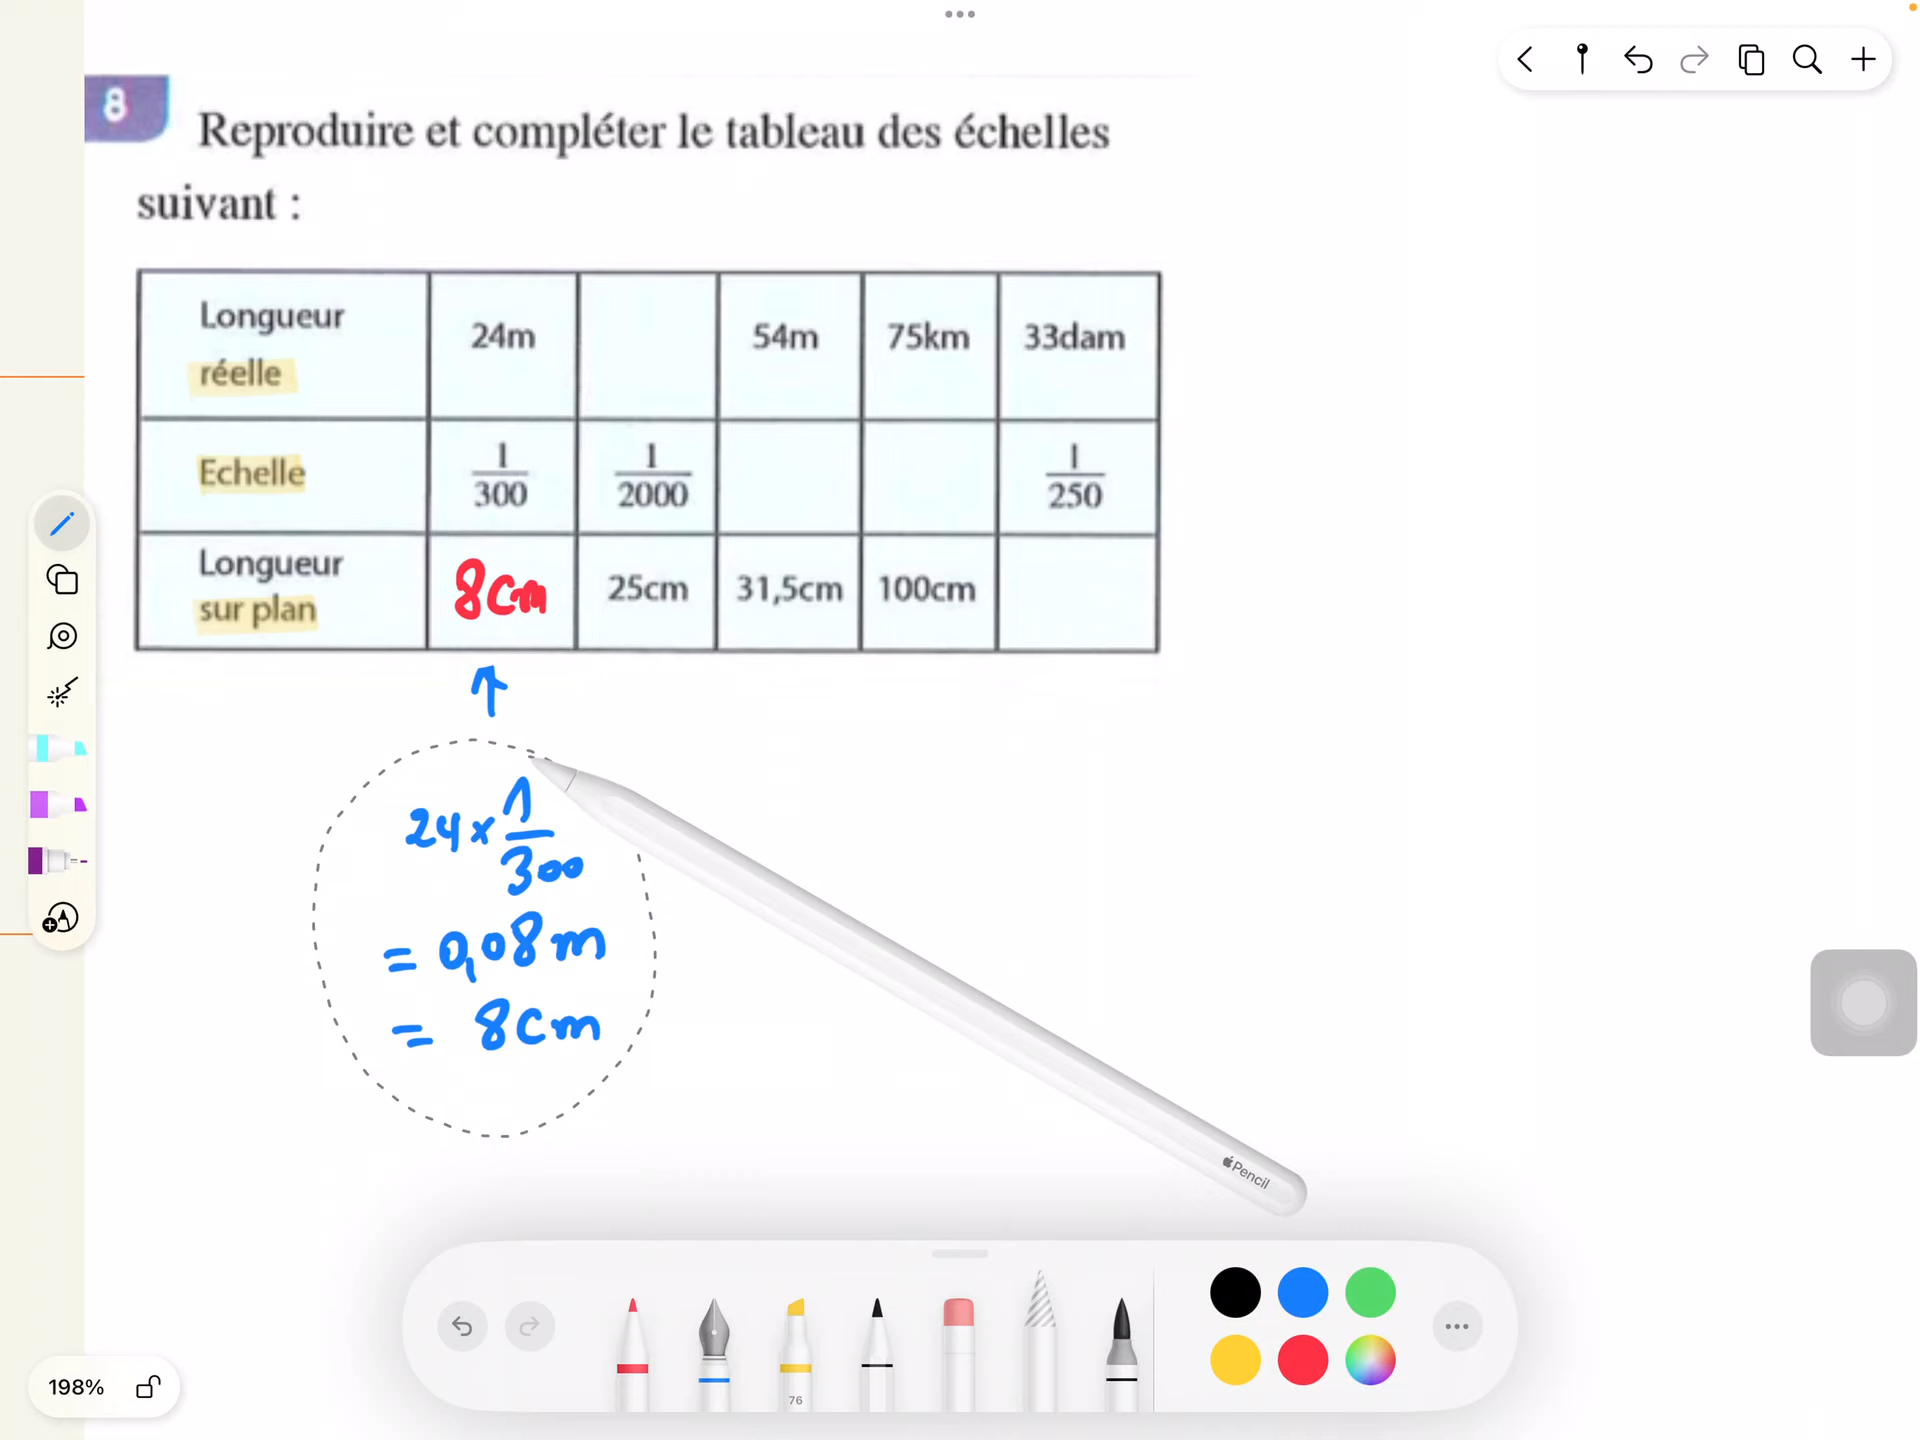 8 Reproduire et compléter le tableau des échelles
suivant :
Longueur réelle 24m 54m 75km 33dam
Echelle 1/300 1/2000 1/250
Longueur sur plan 8cm 25cm 31,5cm 100cm
24 × 1/300
= 0,08 m
= 8cm
Pencil
76
198%